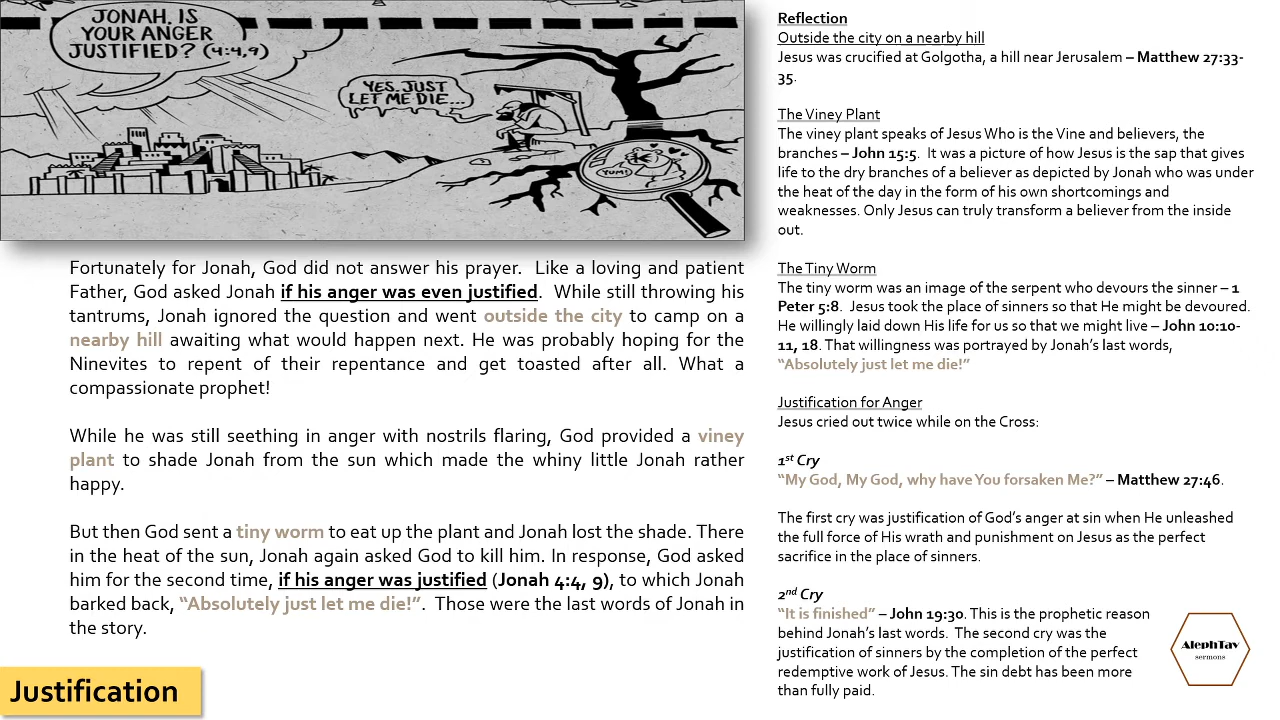 JONAH, IS
YOUR ANGER
JUSTIFIED? (4:4,9)
YES. JUST
LET ME DIE...
YUM!
Fortunately for Jonah, God did not answer his prayer. Like a loving and patient
Father, God asked Jonah if his anger was even justified. While still throwing his
tantrums, Jonah ignored the question and went outside the city to camp on a
nearby hill awaiting what would happen next. He was probably hoping for the
Ninevites to repent of their repentance and get toasted after all. What a
compassionate prophet!
While he was still seething in anger with nostrils flaring, God provided a viney
plant to shade Jonah from the sun which made the whiny little Jonah rather
happy.
But then God sent a tiny worm to eat up the plant and Jonah lost the shade. There
in the heat of the sun, Jonah again asked God to kill him. In response, God asked
him for the second time, if his anger was justified (Jonah 4:4, 9), to which Jonah
barked back, “Absolutely just let me die!”. Those were the last words of Jonah in
the story.
Justification
Reflection
Outside the city on a nearby hill
Jesus was crucified at Golgotha, a hill near Jerusalem – Matthew 27:33-
35.
The Viney Plant
The viney plant speaks of Jesus Who is the Vine and believers, the
branches – John 15:5. It was a picture of how Jesus is the sap that gives
life to the dry branches of a believer as depicted by Jonah who was under
the heat of the day in the form of his own shortcomings and
weaknesses. Only Jesus can truly transform a believer from the inside
out.
The Tiny Worm
The tiny worm was an image of the serpent who devours the sinner – 1
Peter 5:8. Jesus took the place of sinners so that He might be devoured.
He willingly laid down His life for us so that we might live – John 10:10-
11, 18. That willingness was portrayed by Jonah’s last words,
“Absolutely just let me die!”
Justification for Anger
Jesus cried out twice while on the Cross:
1st Cry
“My God, My God, why have You forsaken Me?” – Matthew 27:46.
The first cry was justification of God’s anger at sin when He unleashed
the full force of His wrath and punishment on Jesus as the perfect
sacrifice in the place of sinners.
2nd Cry
“It is finished” – John 19:30. This is the prophetic reason
behind Jonah’s last words. The second cry was the
justification of sinners by the completion of the perfect
redemptive work of Jesus. The sin debt has been more
than fully paid.
AlephTav
sermons